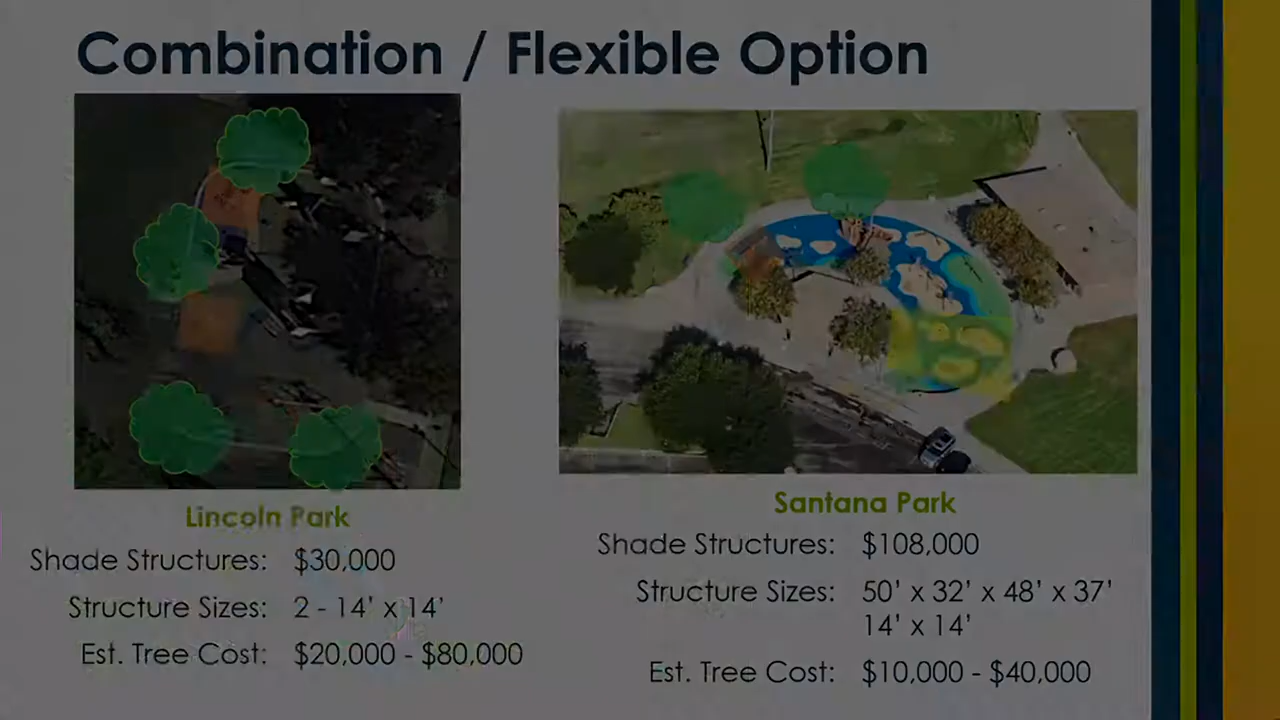 Combination / Flexible Option
Lincoln Park
Shade Structures: $30,000
Structure Sizes: 2 - 14' x 14'
Est. Tree Cost: $20,000 - $80,000
Santana Park
Shade Structures: $108,000
Structure Sizes: 50' x 32' x 48' x 37'
14' x 14'
Est. Tree Cost: $10,000 - $40,000